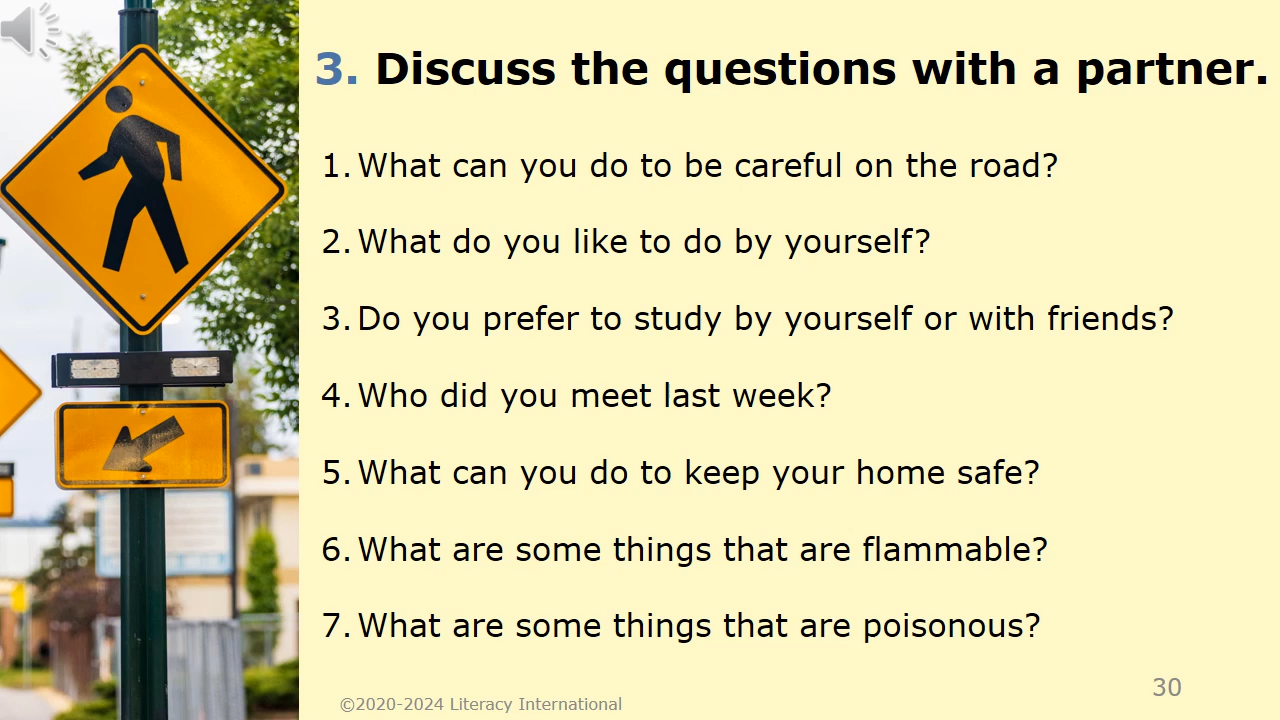 3. Discuss the questions with a partner.
1. What can you do to be careful on the road?
2. What do you like to do by yourself?
3. Do you prefer to study by yourself or with friends?
4. Who did you meet last week?
5. What can you do to keep your home safe?
6. What are some things that are flammable?
7. What are some things that are poisonous?
©2020-2024 Literacy International
30